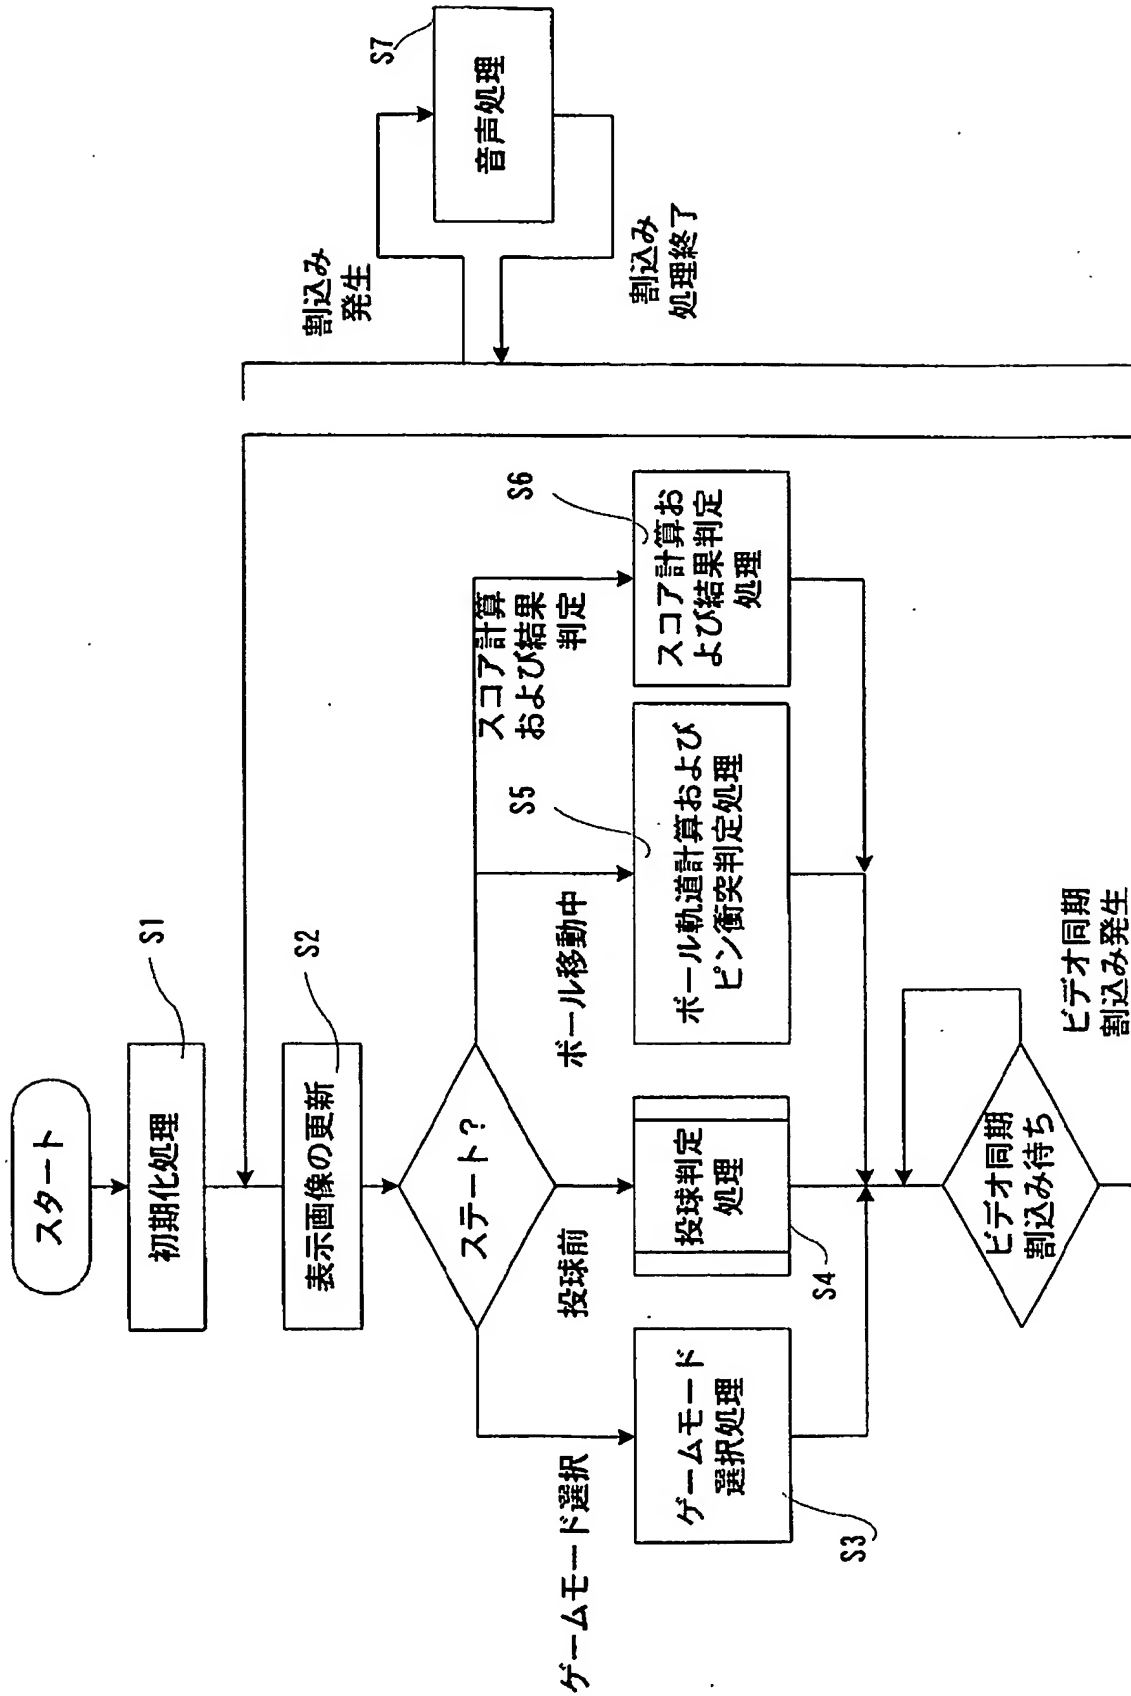 スタート
S1
初期化処理
S2
表示画像の更新
ステート?
ゲームモード選択
投球前
ボール移動中
スコア計算
および結果
判定
S3
ゲームモード
選択処理
S4
投球判定
処理
S5
ボール軌道計算および
ピン衝突判定処理
S6
スコア計算お
よび結果判定
処理
ビデオ同期
割込み待ち
ビデオ同期
割込み発生
割込み
発生
S7
音声処理
割込み
処理終了